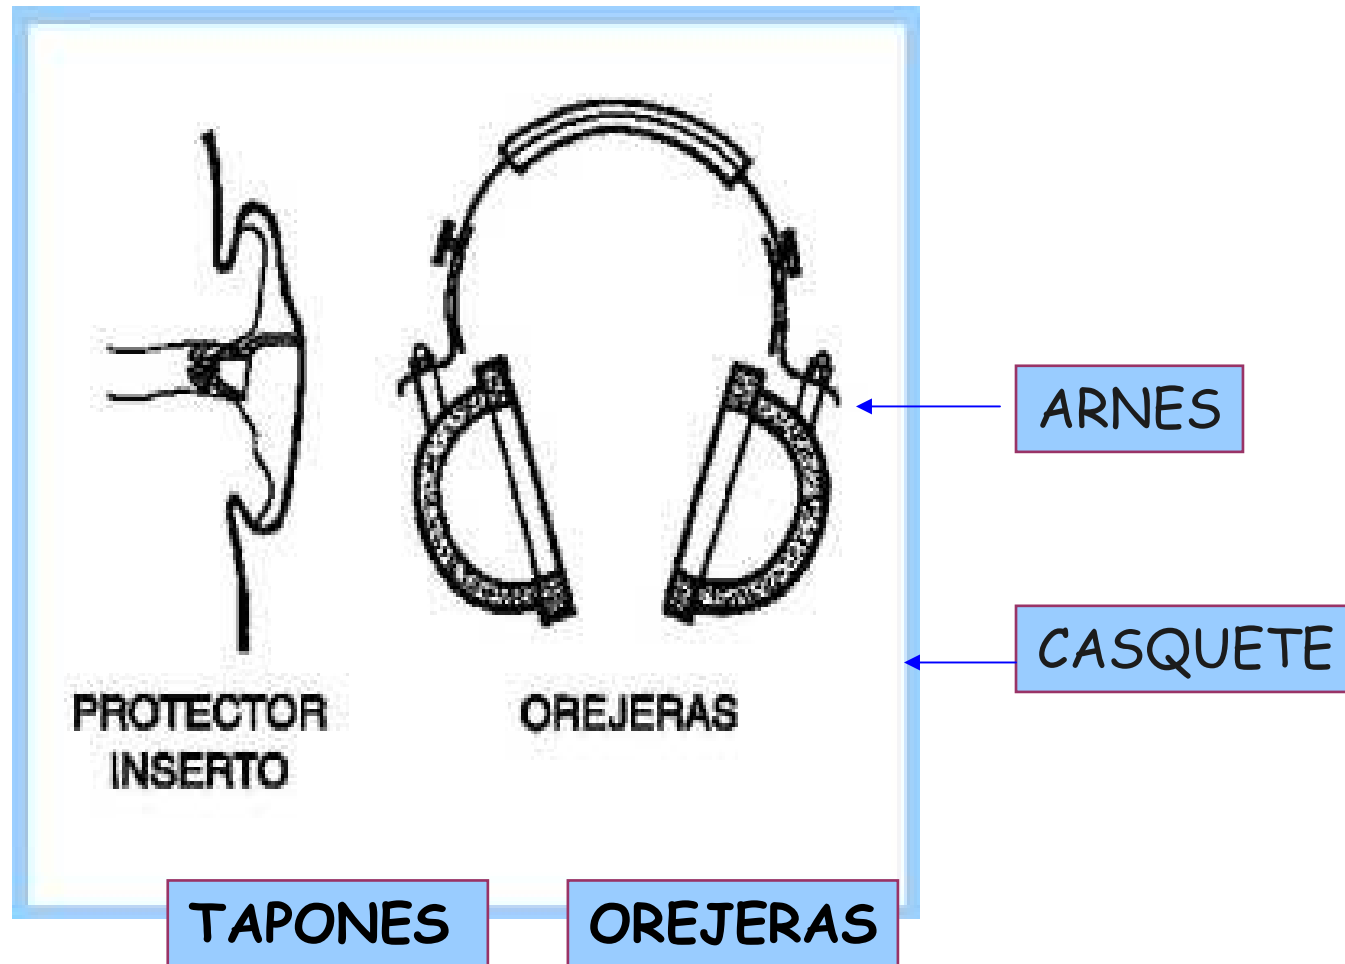 ARNES
CASQUETE
PROTECTOR
INSERTO
OREJERAS
TAPONES
OREJERAS